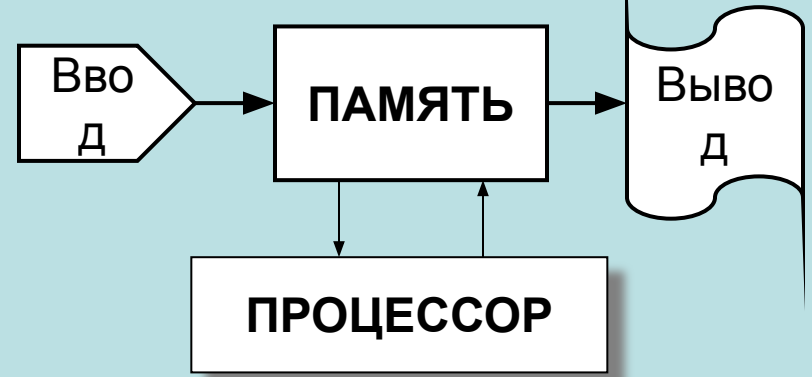 Вво
д
ПАМЯТЬ
Выво
д
ПРОЦЕССОР